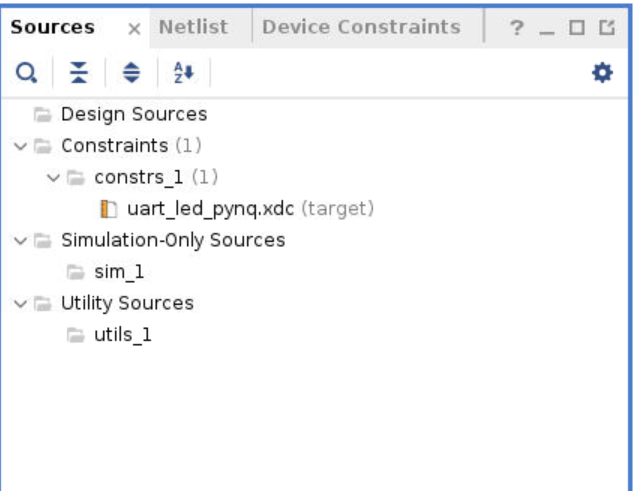 Sources × Netlist Device Constraints ? _
A Z
Design Sources
Constraints (1)
constrs_1 (1)
uart_led_pynq.xdc (target)
Simulation-Only Sources
sim_1
Utility Sources
utils_1